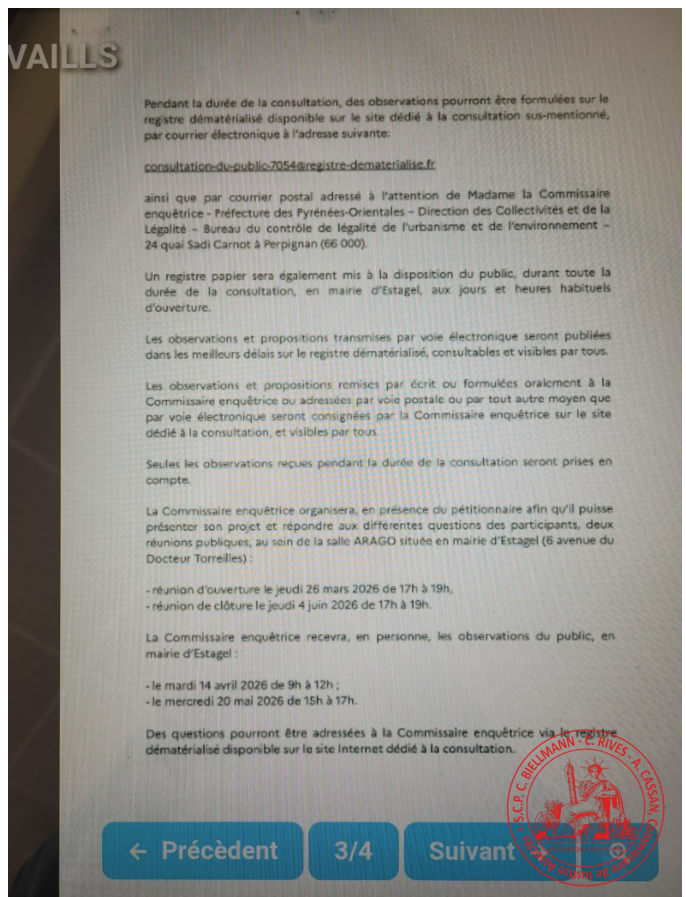 VAILLS
Pendant la durée de la consultation, des observations pourront être formulées sur le
registre dématérialisé disponible sur le site dédié à la consultation sus-mentionné,
par courrier électronique à l'adresse suivante:
consultation-du-public-7054@registre-dematerialise.fr
ainsi que par courrier postal adressé à l'attention de Madame la Commissaire
enquêtrice - Préfecture des Pyrénées-Orientales – Direction des Collectivités et de la
Légalité – Bureau du contrôle de légalité de l'urbanisme et de l'environnement –
24 quai Sadi Carnot à Perpignan (66 000).
Un registre papier sera également mis à la disposition du public, durant toute la
durée de la consultation, en mairie d'Estagel, aux jours et heures habituels
d'ouverture.
Les observations et propositions transmises par voie électronique seront publiées
dans les meilleurs délais sur le registre dématérialisé, consultables et visibles par tous.
Les observations et propositions remises par écrit ou formulées oralement à la
Commissaire enquêtrice ou adressées par voie postale ou par tout autre moyen que
par voie électronique seront consignées par la Commissaire enquêtrice sur le site
dédié à la consultation, et visibles par tous.
Seules les observations reçues pendant la durée de la consultation seront prises en
compte.
La Commissaire enquêtrice organisera, en présence du pétitionnaire afin qu'il puisse
présenter son projet et répondre aux différentes questions des participants, deux
réunions publiques, au sein de la salle ARAGO située en mairie d'Estagel (6 avenue du
Docteur Torreilles) :
- réunion d'ouverture le jeudi 26 mars 2026 de 17h à 19h,
- réunion de clôture le jeudi 4 juin 2026 de 17h à 19h.
La Commissaire enquêtrice recevra, en personne, les observations du public, en
mairie d'Estagel :
- le mardi 14 avril 2026 de 9h à 12h ;
- le mercredi 20 mai 2026 de 15h à 17h.
Des questions pourront être adressées à la Commissaire enquêtrice via le registre
dématérialisé disponible sur le site Internet dédié à la consultation.
S.C.P. C. BIELLMANN - C. RIVES - A. CASSAN, Commissaires de Justice Associés
← Précèdent
3/4
Suivant